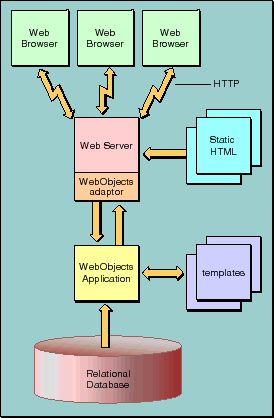 Web
Browser
Web
Browser
Web
Browser
HTTP
Web Server
Static
HTML
WebObjects
adaptor
WebObjects
Application
templates
Relational
Database